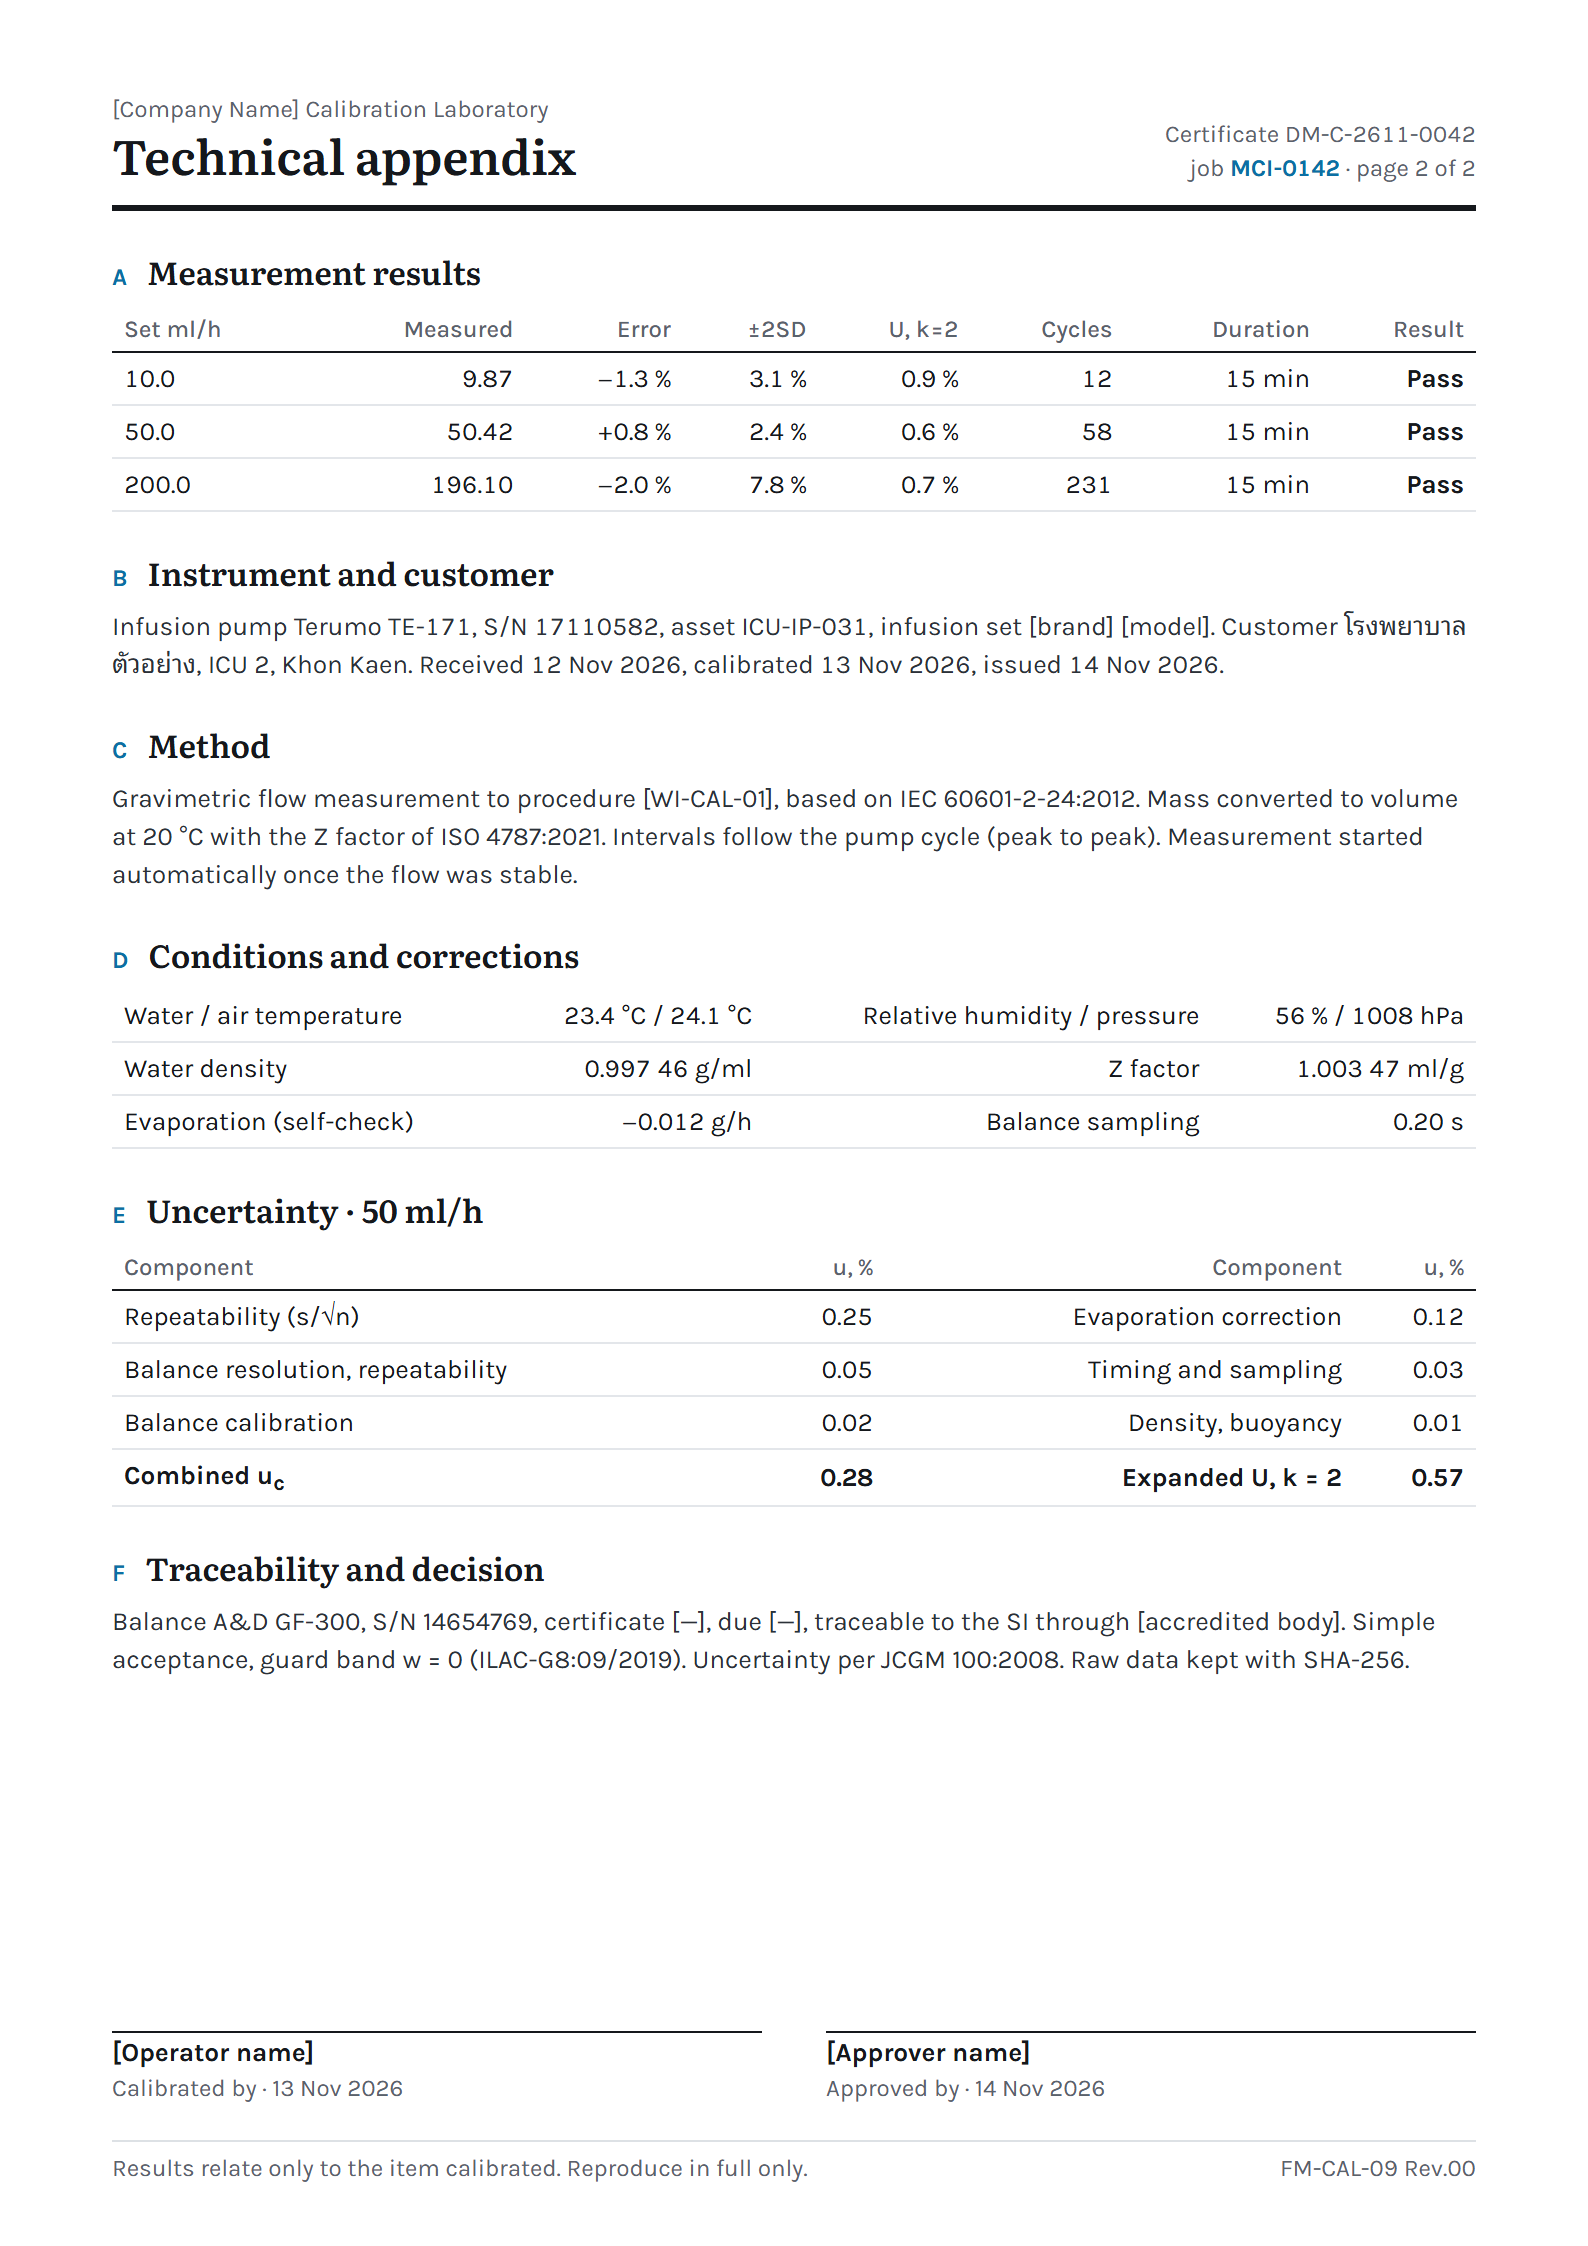 [Company Name] Calibration Laboratory
Technical appendix
Certificate DM-C-2611-0042
job MCI-0142 · page 2 of 2
A Measurement results
Set ml/h Measured Error ±2SD U, k=2 Cycles Duration Result
10.0 9.87 −1.3 % 3.1 % 0.9 % 12 15 min Pass
50.0 50.42 +0.8 % 2.4 % 0.6 % 58 15 min Pass
200.0 196.10 −2.0 % 7.8 % 0.7 % 231 15 min Pass
B Instrument and customer
Infusion pump Terumo TE-171, S/N 17110582, asset ICU-IP-031, infusion set [brand] [model]. Customer โรงพยาบาล
ตัวอย่าง, ICU 2, Khon Kaen. Received 12 Nov 2026, calibrated 13 Nov 2026, issued 14 Nov 2026.
C Method
Gravimetric flow measurement to procedure [WI-CAL-01], based on IEC 60601-2-24:2012. Mass converted to volume
at 20 °C with the Z factor of ISO 4787:2021. Intervals follow the pump cycle (peak to peak). Measurement started
automatically once the flow was stable.
D Conditions and corrections
Water / air temperature 23.4 °C / 24.1 °C Relative humidity / pressure 56 % / 1008 hPa
Water density 0.997 46 g/ml Z factor 1.003 47 ml/g
Evaporation (self-check) −0.012 g/h Balance sampling 0.20 s
E Uncertainty · 50 ml/h
Component u, % Component u, %
Repeatability (s/√n) 0.25 Evaporation correction 0.12
Balance resolution, repeatability 0.05 Timing and sampling 0.03
Balance calibration 0.02 Density, buoyancy 0.01
Combined uc 0.28 Expanded U, k = 2 0.57
F Traceability and decision
Balance A&D GF-300, S/N 14654769, certificate [—], due [—], traceable to the SI through [accredited body]. Simple
acceptance, guard band w = 0 (ILAC-G8:09/2019). Uncertainty per JCGM 100:2008. Raw data kept with SHA-256.
[Operator name]
Calibrated by · 13 Nov 2026
[Approver name]
Approved by · 14 Nov 2026
Results relate only to the item calibrated. Reproduce in full only.
FM-CAL-09 Rev.00